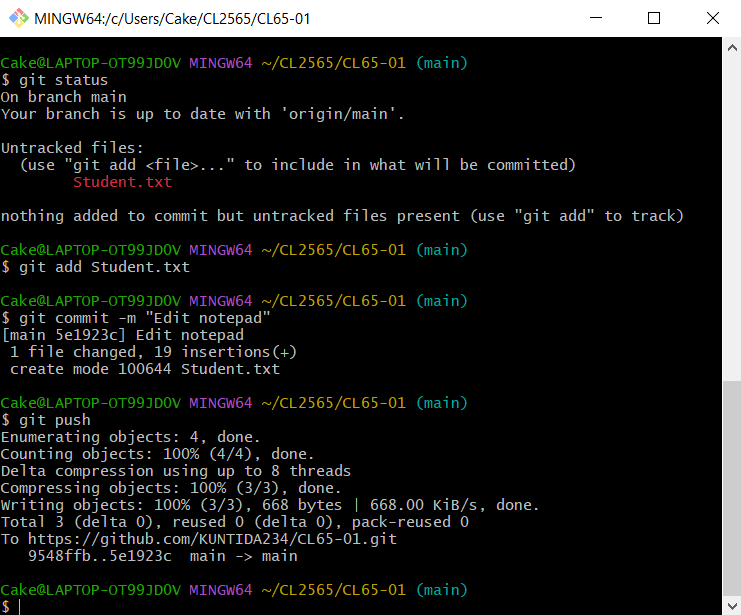 MINGW64:/c/Users/Cake/CL2565/CL65-01
Cake@LAPTOP-OT99JDOV MINGW64 ~/CL2565/CL65-01 (main)
$ git status
On branch main
Your branch is up to date with 'origin/main'.
Untracked files:
  (use "git add <file>..." to include in what will be committed)
        Student.txt
nothing added to commit but untracked files present (use "git add" to track)
Cake@LAPTOP-OT99JDOV MINGW64 ~/CL2565/CL65-01 (main)
$ git add Student.txt
Cake@LAPTOP-OT99JDOV MINGW64 ~/CL2565/CL65-01 (main)
$ git commit -m "Edit notepad"
[main 5e1923c] Edit notepad
 1 file changed, 19 insertions(+)
 create mode 100644 Student.txt
Cake@LAPTOP-OT99JDOV MINGW64 ~/CL2565/CL65-01 (main)
$ git push
Enumerating objects: 4, done.
Counting objects: 100% (4/4), done.
Delta compression using up to 8 threads
Compressing objects: 100% (3/3), done.
Writing objects: 100% (3/3), 668 bytes | 668.00 KiB/s, done.
Total 3 (delta 0), reused 0 (delta 0), pack-reused 0
To https://github.com/KUNTIDA234/CL65-01.git
   9548ffb..5e1923c  main -> main
Cake@LAPTOP-OT99JDOV MINGW64 ~/CL2565/CL65-01 (main)
$